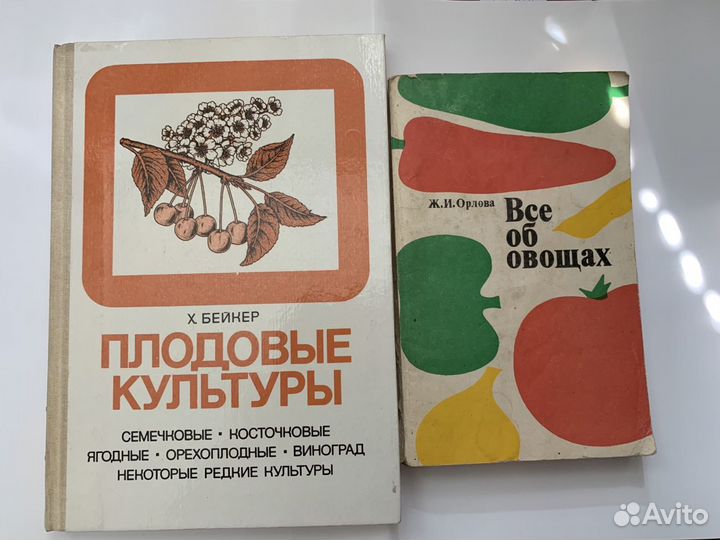 Х. БЕЙКЕР
ПЛОДОВЫЕ
КУЛЬТУРЫ
СЕМЕЧКОВЫЕ · КОСТОЧКОВЫЕ
ЯГОДНЫЕ · ОРЕХОПЛОДНЫЕ · ВИНОГРАД
НЕКОТОРЫЕ РЕДКИЕ КУЛЬТУРЫ
Ж.И.Орлова
Все
об
овощах
Avito